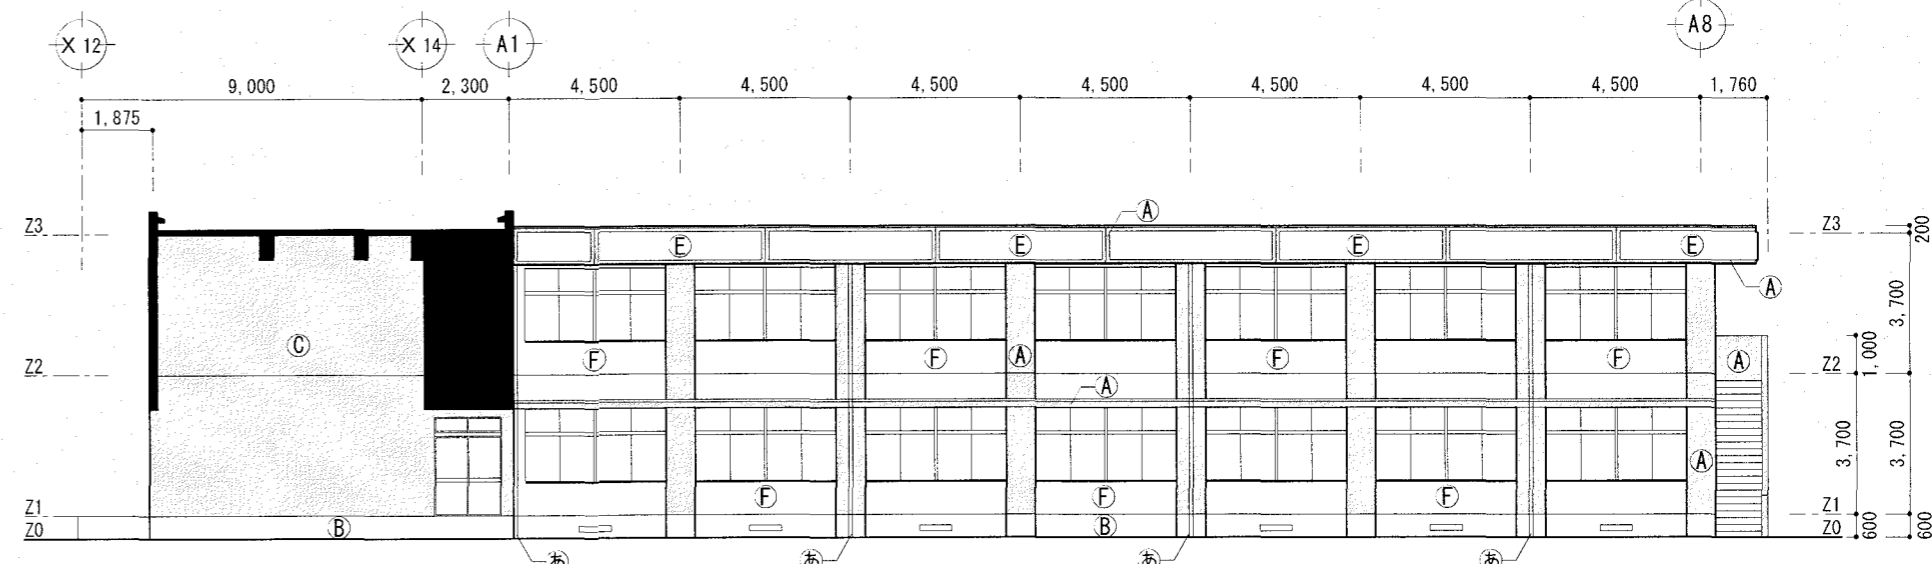 X 12 X 14 A1 A8
9,000 2,300 4,500 4,500 4,500 4,500 4,500 4,500 4,500 1,760
1,875
A
Z3 E E E E Z3 200
A
3,700
C F F A F F A 1,000
Z2 Z2
A
3,700 3,700
A
F F F
Z1 Z1
Z0 B B Z0 600 600
あ あ あ あ